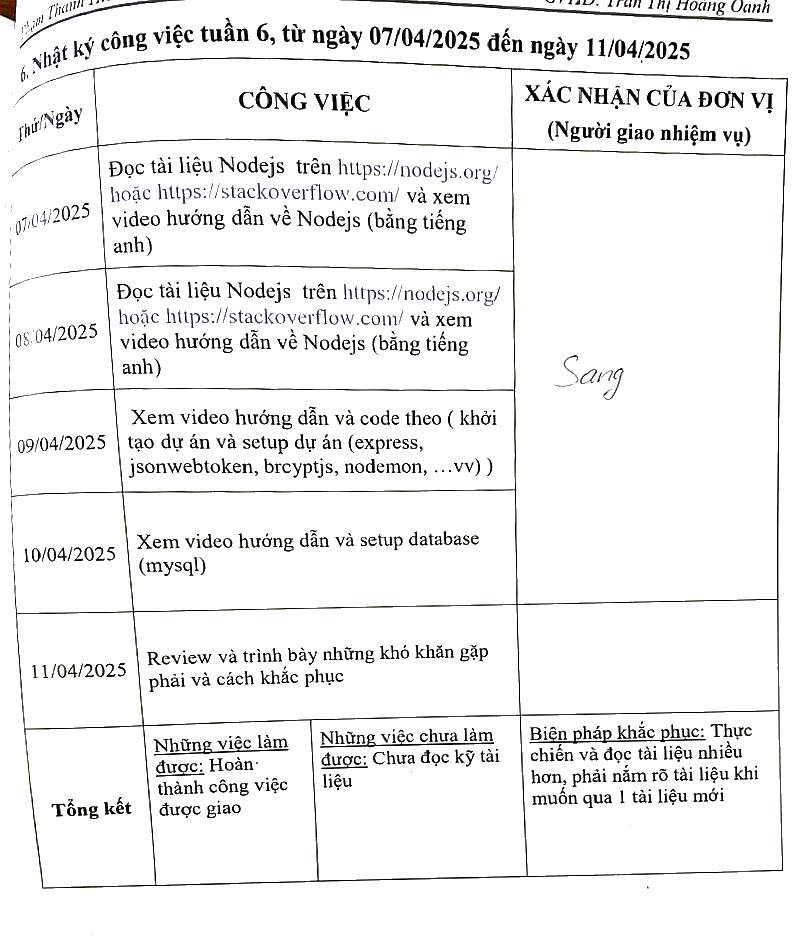 Trần Thị Hoàng Oanh
6. Nhật ký công việc tuần 6, từ ngày 07/04/2025 đến ngày 11/04/2025
Thứ/Ngày
CÔNG VIỆC
XÁC NHẬN CỦA ĐƠN VỊ
(Người giao nhiệm vụ)
07/04/2025
Đọc tài liệu Nodejs trên https://nodejs.org/
hoặc https://stackoverflow.com/ và xem
video hướng dẫn về Nodejs (bằng tiếng
anh)
08/04/2025
Đọc tài liệu Nodejs trên https://nodejs.org/
hoặc https://stackoverflow.com/ và xem
video hướng dẫn về Nodejs (bằng tiếng
anh)
Sang
09/04/2025
Xem video hướng dẫn và code theo ( khởi
tạo dự án và setup dự án (express,
jsonwebtoken, brcyptjs, nodemon, …vv) )
10/04/2025
Xem video hướng dẫn và setup database
(mysql)
11/04/2025
Review và trình bày những khó khăn gặp
phải và cách khắc phục
Tổng kết
Những việc làm
được: Hoàn
thành công việc
được giao
Những việc chưa làm
được: Chưa đọc kỹ tài
liệu
Biện pháp khắc phục: Thực
chiến và đọc tài liệu nhiều
hơn, phải nắm rõ tài liệu khi
muốn qua 1 tài liệu mới